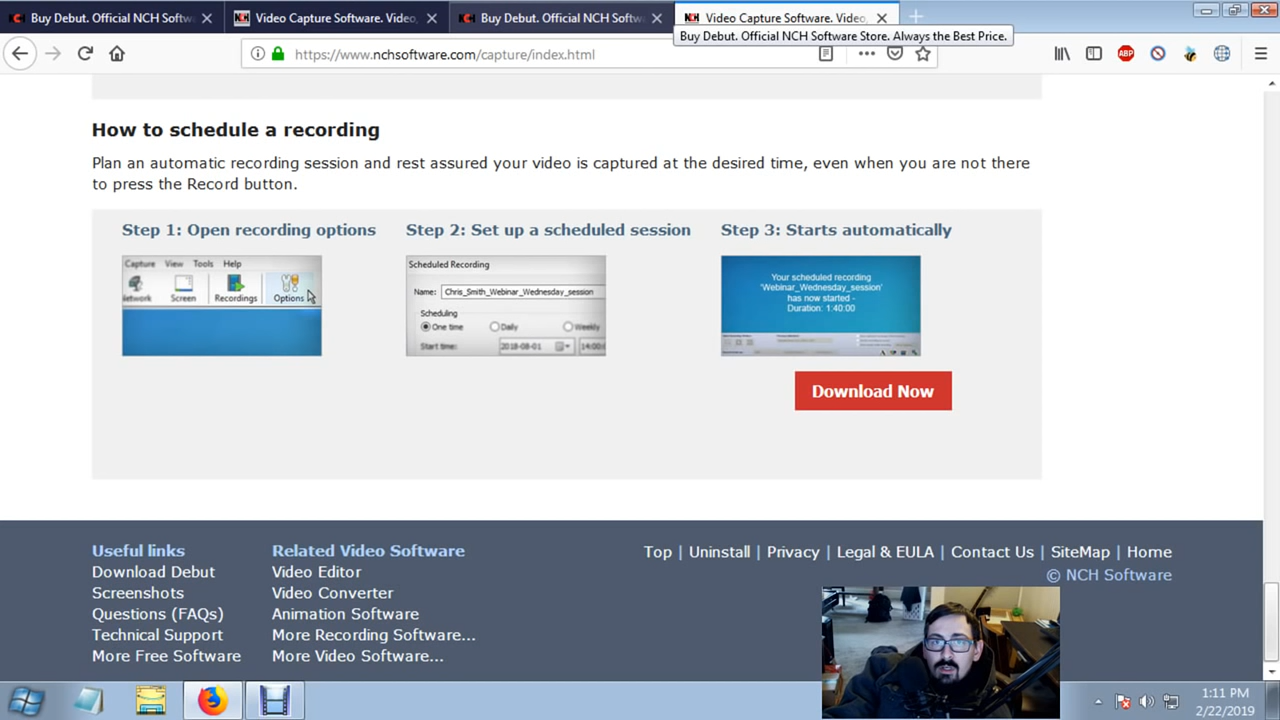 Buy Debut. Official NCH Softw
Video Capture Software. Video,
Buy Debut. Official NCH Softw
Video Capture Software. Video,
Buy Debut. Official NCH Software Store. Always the Best Price.
https://www.nchsoftware.com/capture/index.html
ABP
How to schedule a recording
Plan an automatic recording session and rest assured your video is captured at the desired time, even when you are not there
to press the Record button.
Step 1: Open recording options
Step 2: Set up a scheduled session
Step 3: Starts automatically
Capture View Tools Help
etwork Screen Recordings Options
Scheduled Recording
Name: Chris_Smith_Webinar_Wednesday_session
Scheduling
One time Daily Weekly
Start time: 2018-08-01 14:00:
Your scheduled recording
'Webinar_Wednesday_session'
has now started -
Duration: 1:40:00
Download Now
Useful links
Download Debut
Screenshots
Questions (FAQs)
Technical Support
More Free Software
Related Video Software
Video Editor
Video Converter
Animation Software
More Recording Software...
More Video Software...
Top | Uninstall | Privacy | Legal & EULA | Contact Us | SiteMap | Home
© NCH Software
1:11 PM
2/22/2019